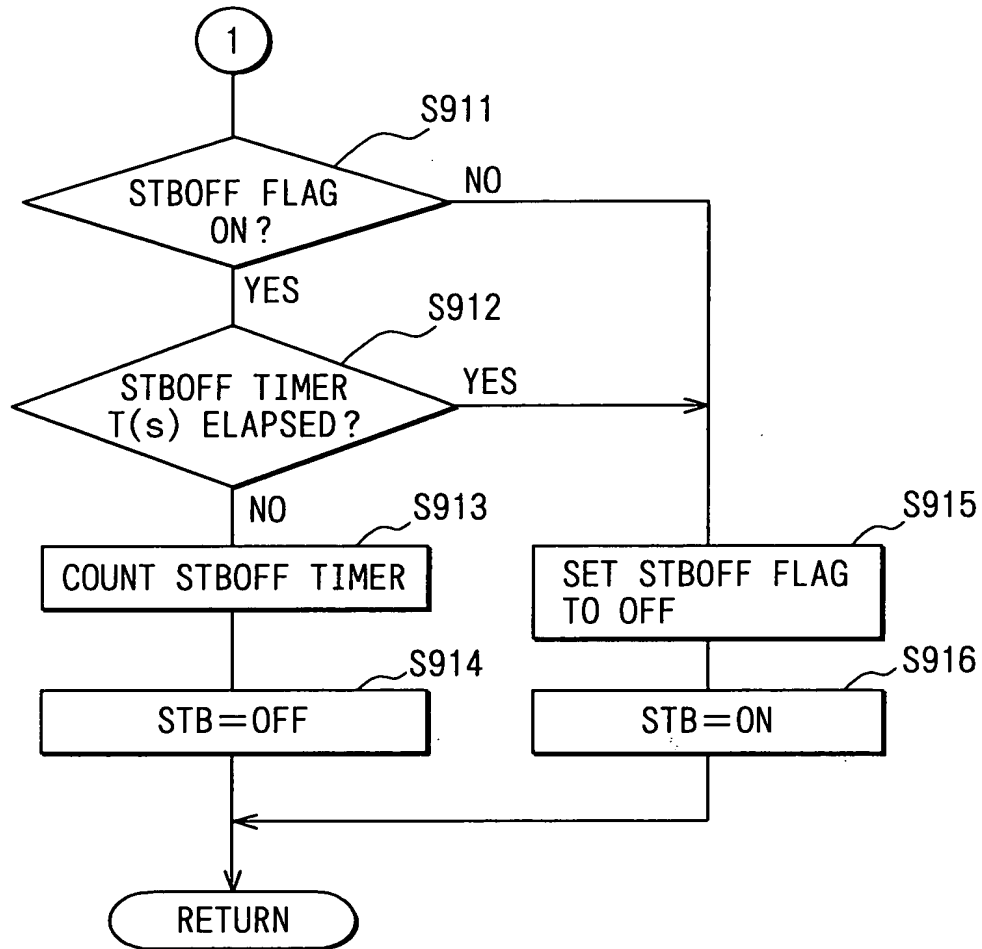 1
S911
STBOFF FLAG
ON?
NO
YES
S912
STBOFF TIMER
T(s) ELAPSED?
YES
NO
S913
COUNT STBOFF TIMER
S915
SET STBOFF FLAG
TO OFF
S914
STB=OFF
S916
STB=ON
RETURN